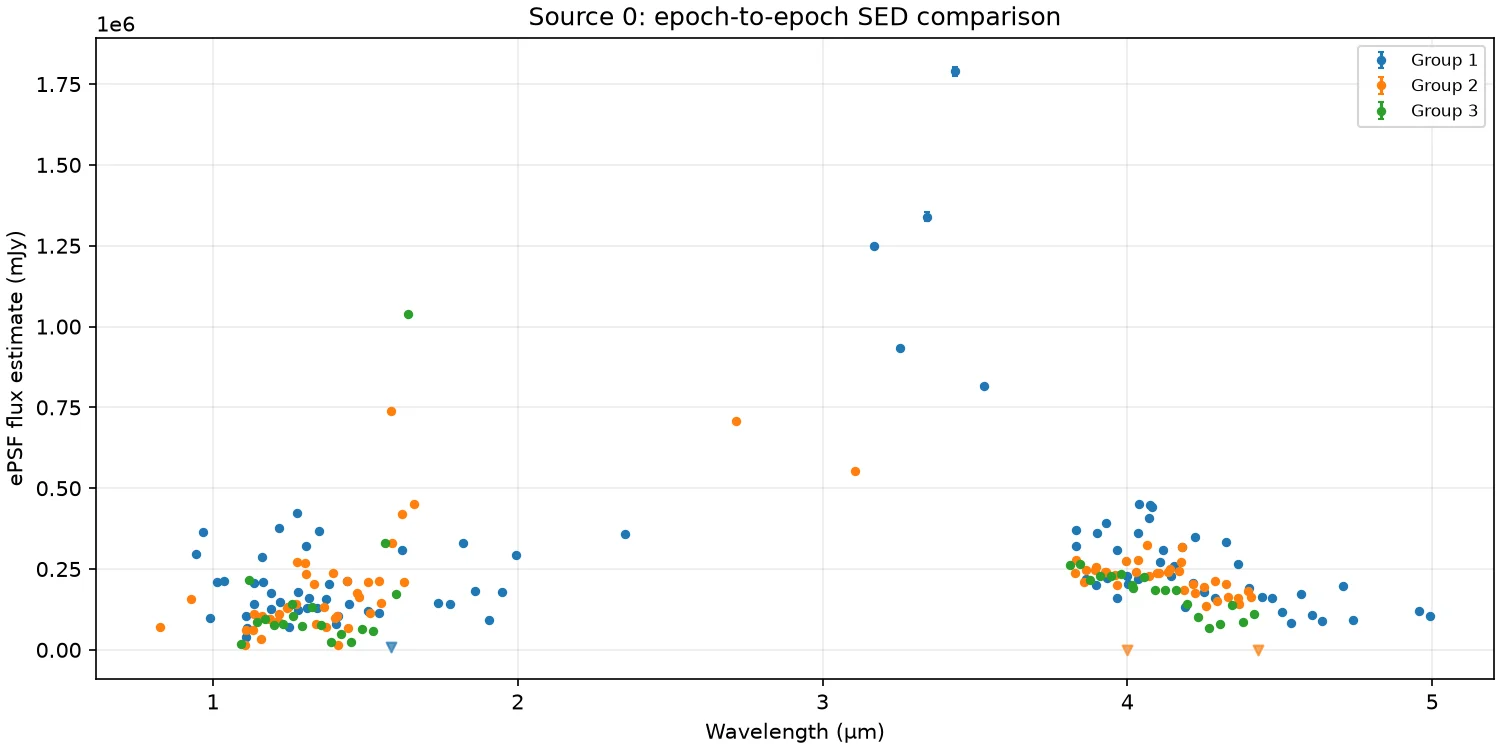 Source 0: epoch-to-epoch SED comparison
1e6
Group 1
Group 2
Group 3
1.75
1.50
1.25
1.00
0.75
0.50
0.25
0.00
ePSF flux estimate (mJy)
1 2 3 4 5
Wavelength (μm)